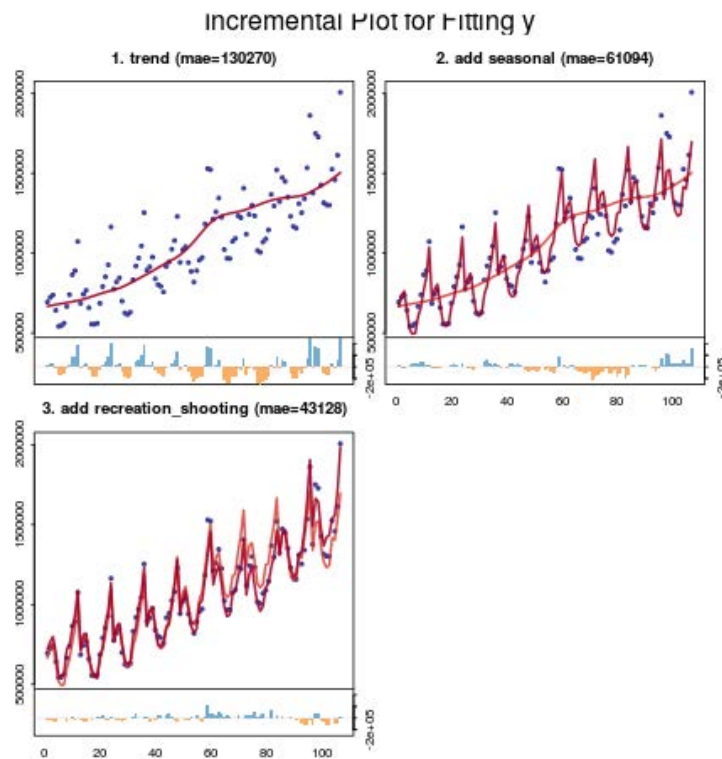 Incremental Plot for Fitting y
1. trend (mae=130270)
2000000
1500000
1000000
500000
2. add seasonal (mae=61094)
2000000
1500000
1000000
500000
-2e+05
0 20 40 60 80 100
3. add recreation_shooting (mae=43128)
2000000
1500000
1000000
500000
-2e+05
0 20 40 60 80 100